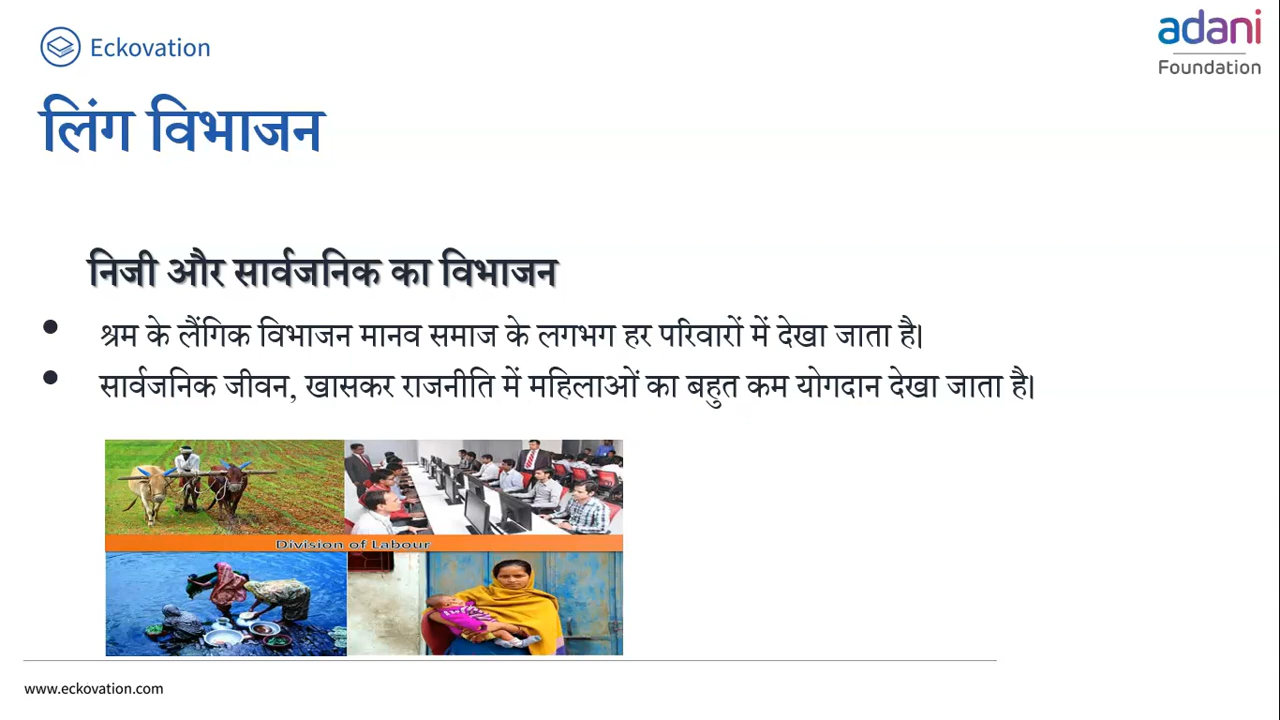 Eckovation
adani
Foundation
लिंग विभाजन
निजी और सार्वजनिक का विभाजन
• श्रम के लैंगिक विभाजन मानव समाज के लगभग हर परिवारों में देखा जाता है।
• सार्वजनिक जीवन, खासकर राजनीति में महिलाओं का बहुत कम योगदान देखा जाता है।
Division of Labour
www.eckovation.com